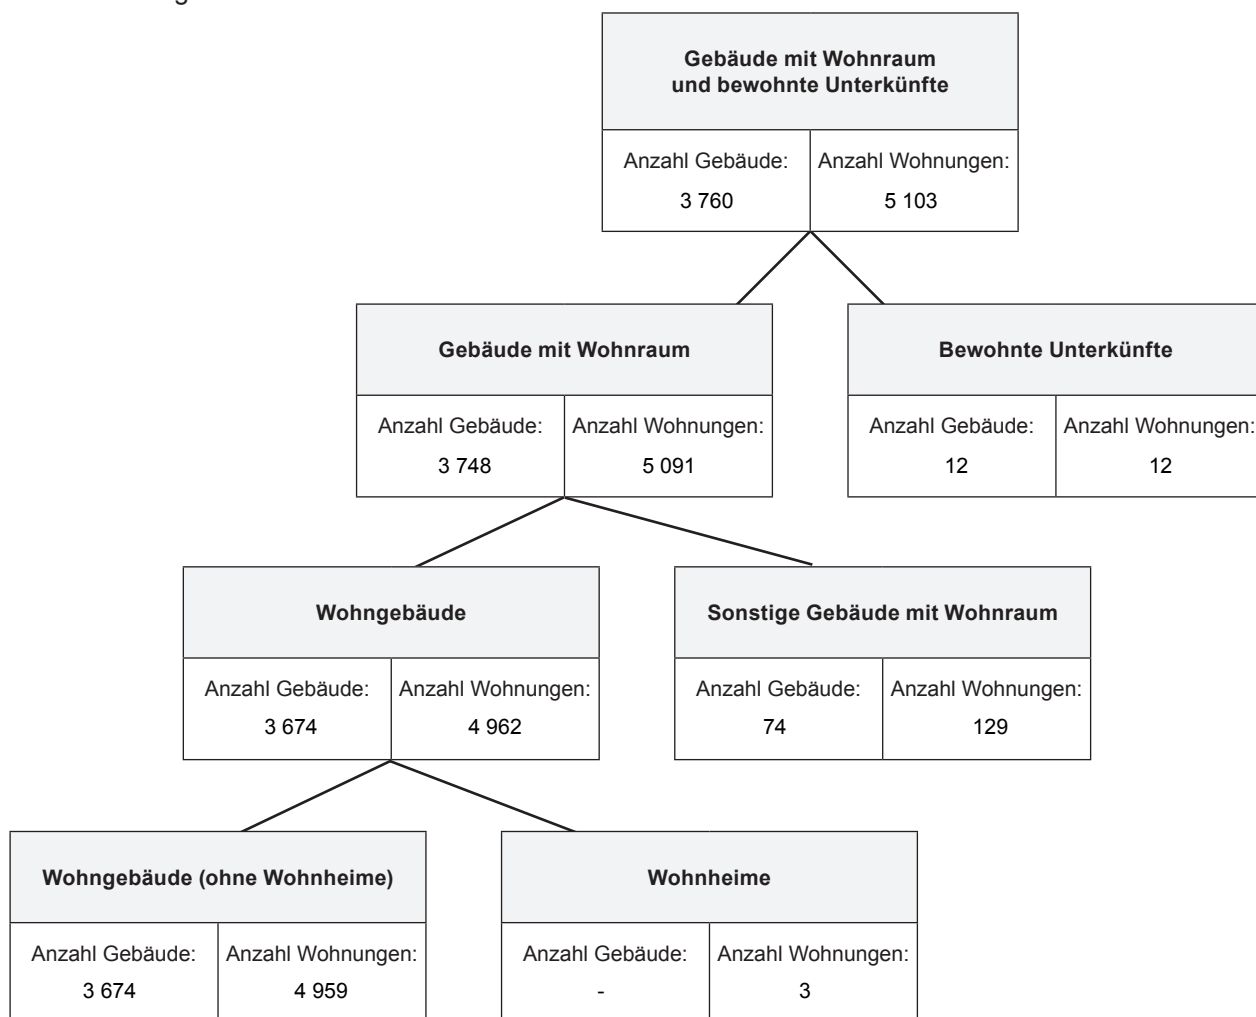 Gebäude mit Wohnraum
und bewohnte Unterkünfte
Anzahl Gebäude: Anzahl Wohnungen:
3 760 5 103
Gebäude mit Wohnraum Bewohnte Unterkünfte
Anzahl Gebäude: Anzahl Wohnungen: Anzahl Gebäude: Anzahl Wohnungen:
3 748 5 091 12 12
Wohngebäude Sonstige Gebäude mit Wohnraum
Anzahl Gebäude: Anzahl Wohnungen: Anzahl Gebäude: Anzahl Wohnungen:
3 674 4 962 74 129
Wohngebäude (ohne Wohnheime) Wohnheime
Anzahl Gebäude: Anzahl Wohnungen: Anzahl Gebäude: Anzahl Wohnungen:
3 674 4 959 - 3